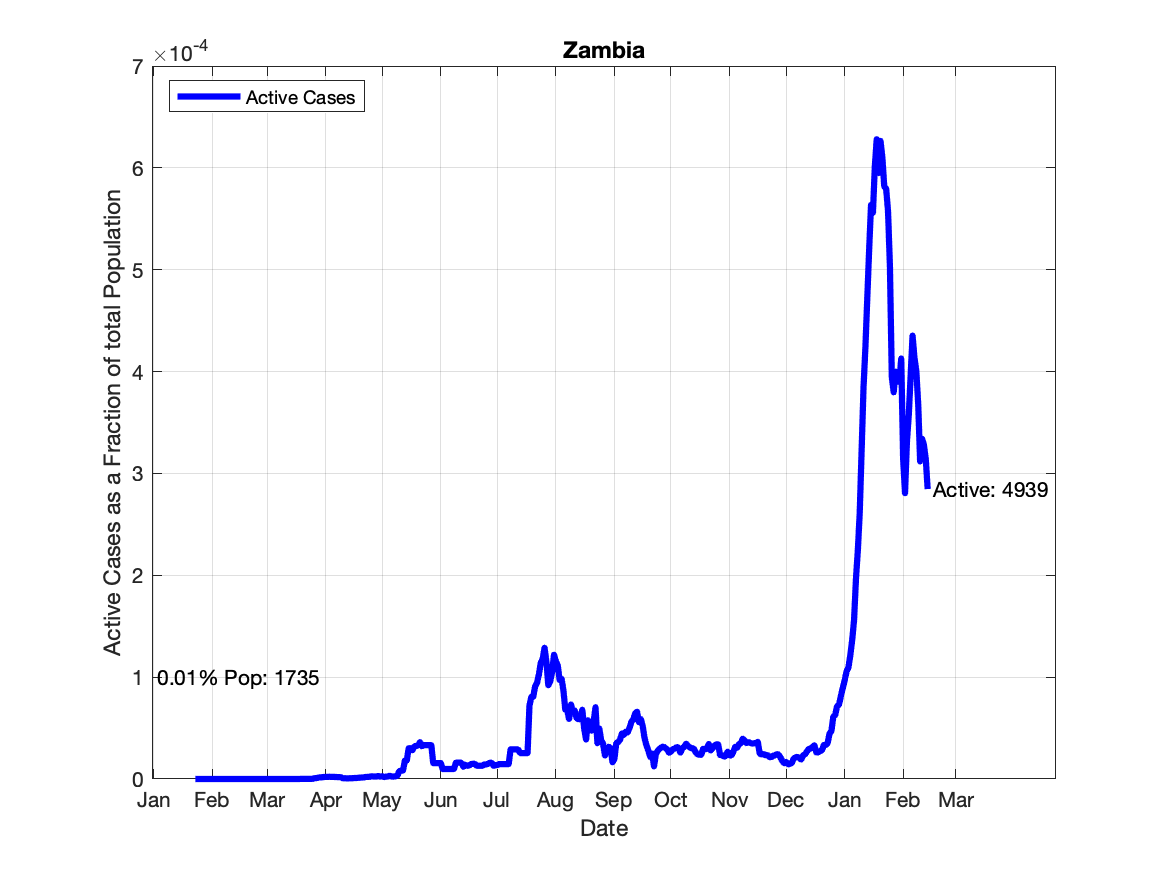 Zambia
×10-4
7
6
5
4
3
2
1
0
Active Cases
Active Cases as a Fraction of total Population
0.01% Pop: 1735
Active: 4939
Jan Feb Mar Apr May Jun Jul Aug Sep Oct Nov Dec Jan Feb Mar
Date